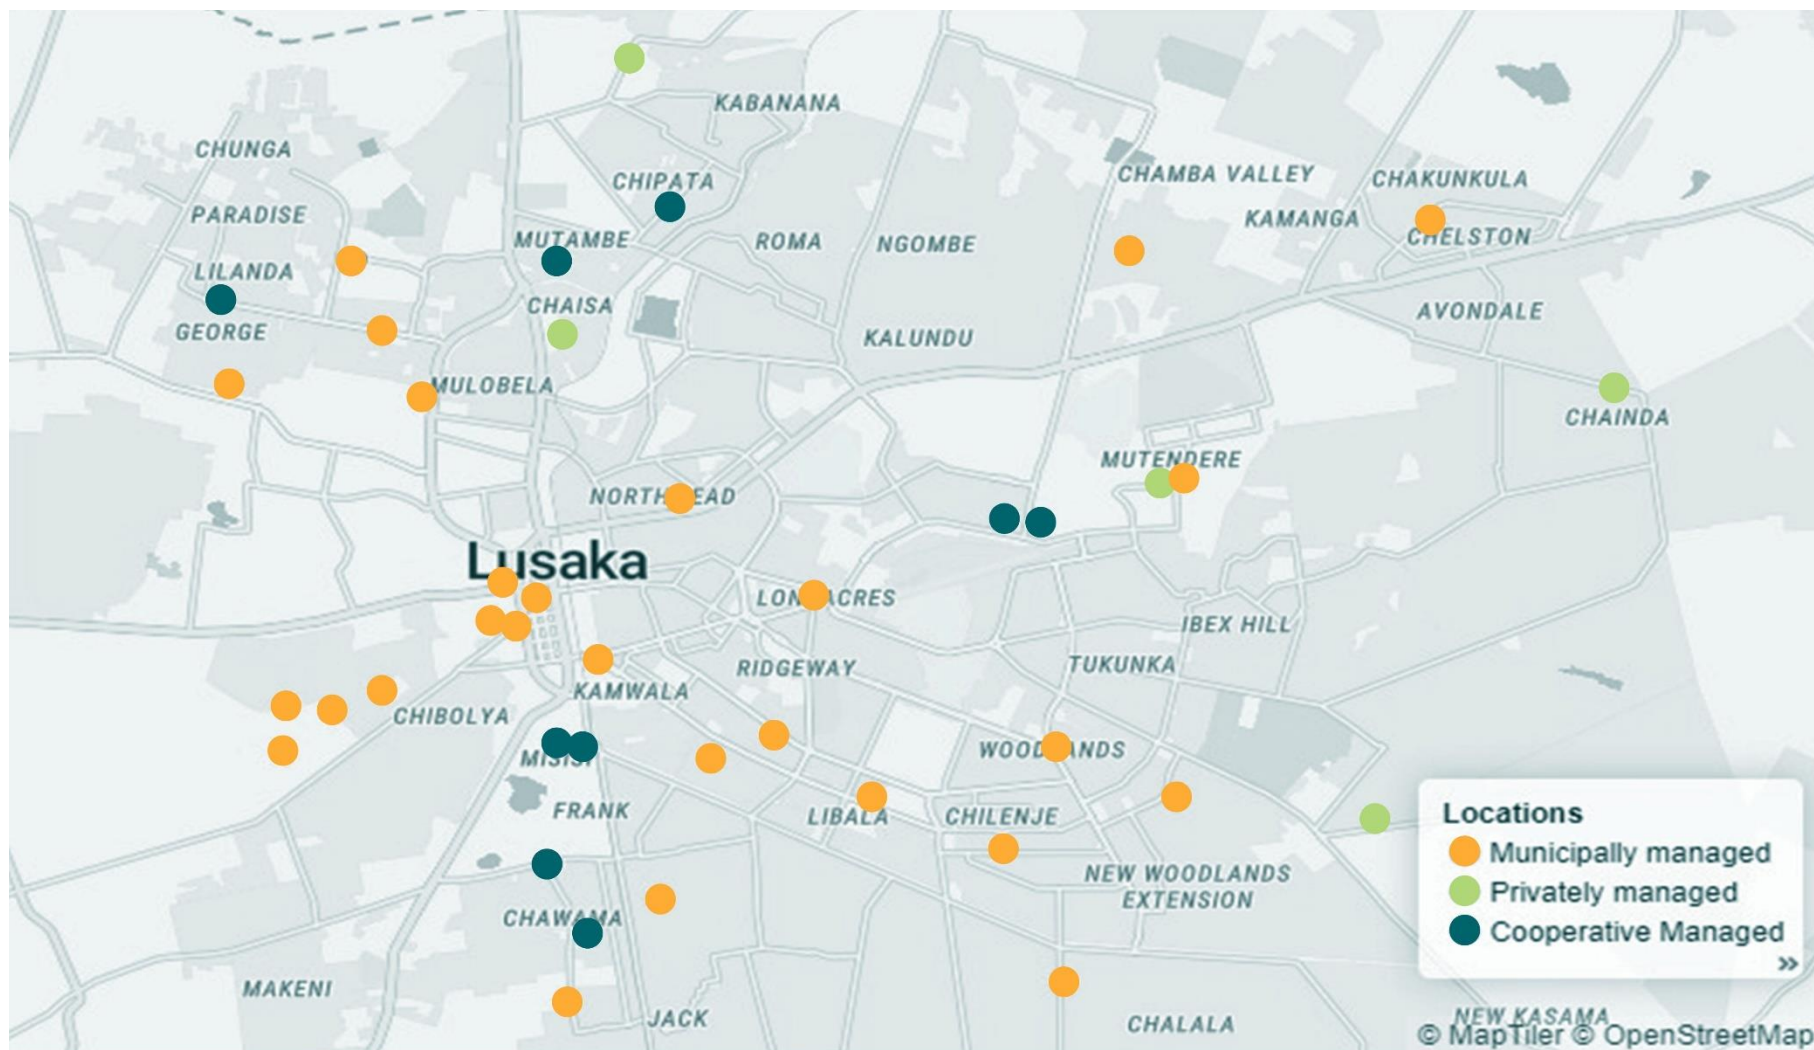 KABANANA
CHUNGA
CHIPATA
CHAMBA VALLEY
CHAKUNKULA
PARADISE
KAMANGA
MUTAMBE
ROMA
NGOMBE
CHELSTON
LILANDA
CHAISA
AVONDALE
GEORGE
KALUNDU
MULOBELA
CHAINDA
MUTENDERE
NORTHMEAD
Lusaka
LONGACRES
IBEX HILL
RIDGEWAY
TUKUNKA
KAMWALA
CHIBOLYA
WOODLANDS
MISISI
FRANK
LIBALA
CHILENJE
NEW WOODLANDS
EXTENSION
CHAWAMA
MAKENI
JACK
CHALALA
Locations
Municipally managed
Privately managed
Cooperative Managed
»
NEW KASAMA
© MapTiler © OpenStreetMap